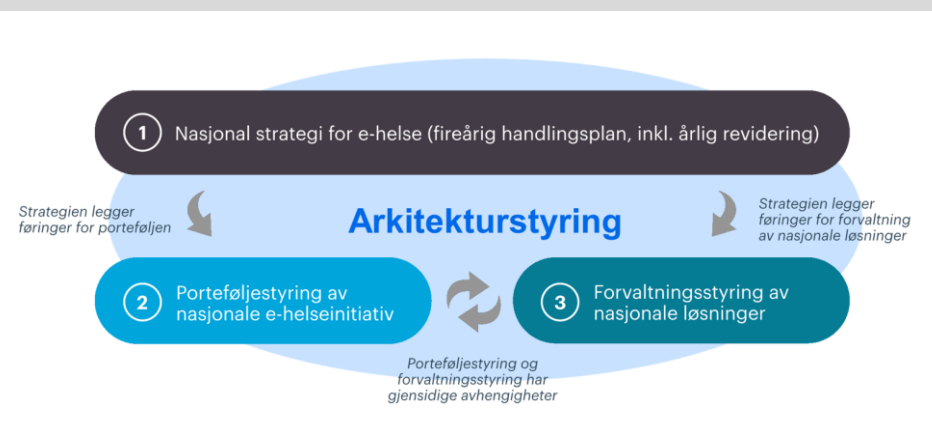 1 Nasjonal strategi for e-helse (fireårig handlingsplan, inkl. årlig revidering)
Strategien legger
føringer for porteføljen
Arkitekturstyring
Strategien legger
føringer for forvaltning
av nasjonale løsninger
2 Porteføljestyring av
nasjonale e-helseinitiativ
3 Forvaltningsstyring av
nasjonale løsninger
Porteføljestyring og
forvaltningsstyring har
gjensidige avhengigheter